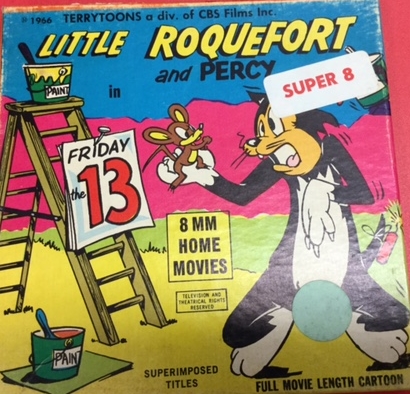 © 1966 TERRYTOONS a div. of CBS Films Inc.
LITTLE ROQUEFORT
and PERCY
in
SUPER 8
PAINT
FRIDAY
the
13
8 MM
HOME
MOVIES
TELEVISION AND
THEATRICAL RIGHTS
RESERVED
PAINT
SUPERIMPOSED
TITLES
FULL MOVIE LENGTH CARTOON